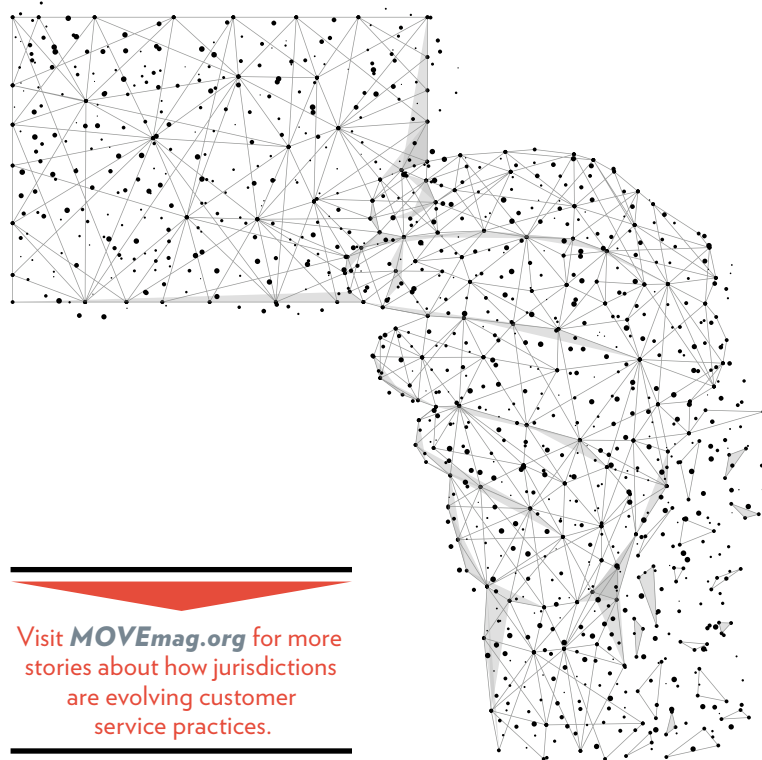 Visit MOVEmag.org for more
stories about how jurisdictions
are evolving customer
service practices.